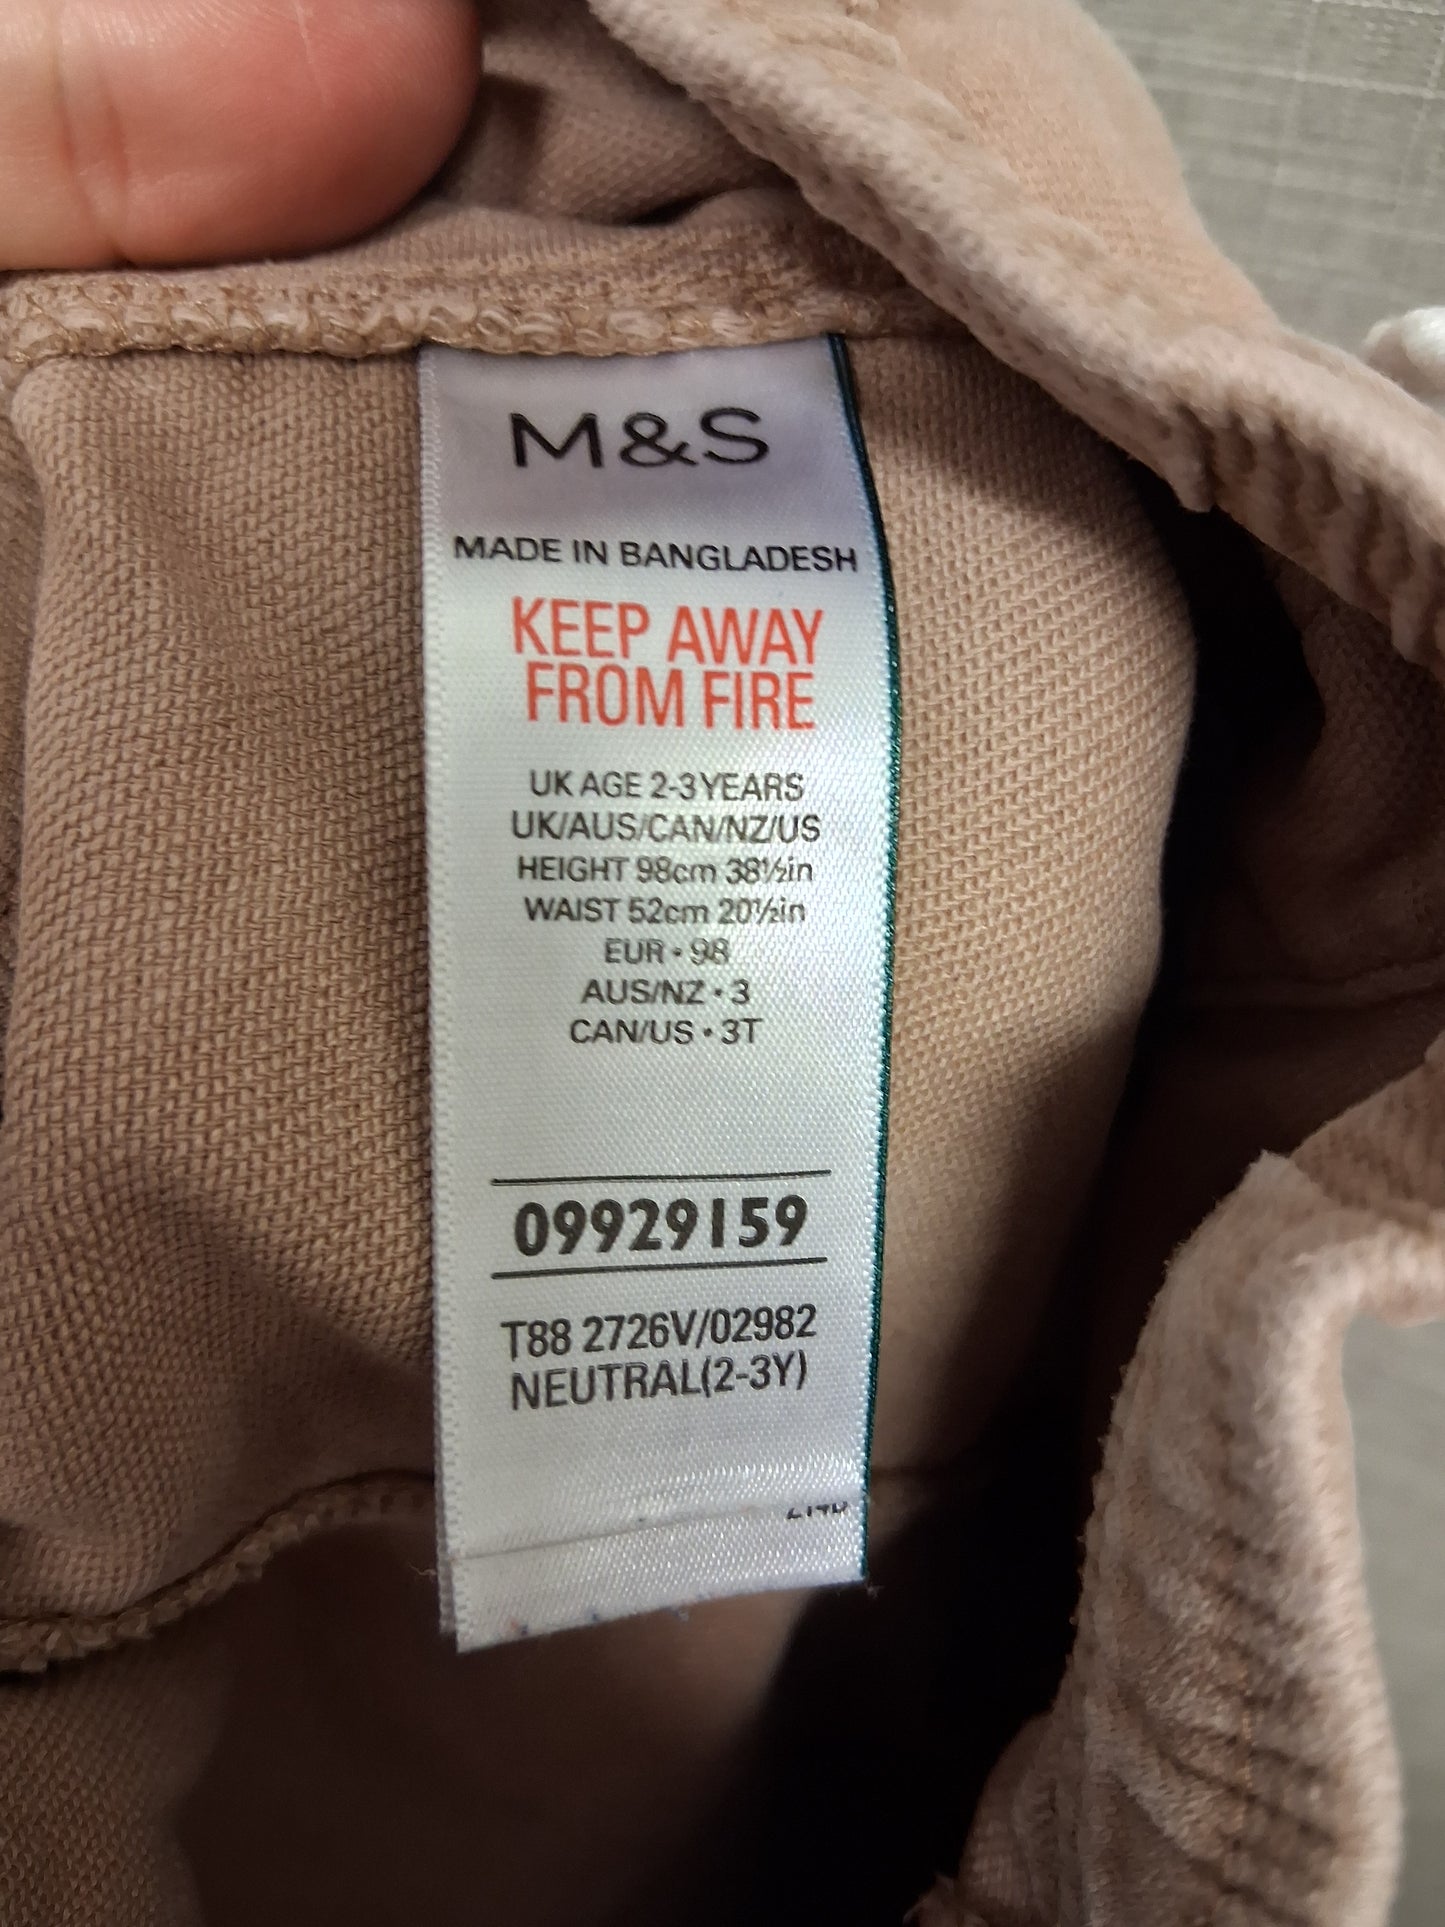 M&S
MADE IN BANGLADESH
KEEP AWAY
FROM FIRE
UK AGE 2-3 YEARS
UK/AUS/CAN/NZ/US
HEIGHT 98cm 38½in
WAIST 52cm 20½in
EUR • 98
AUS/NZ • 3
CAN/US • 3T
09929159
T88 2726V/02982
NEUTRAL(2-3Y)